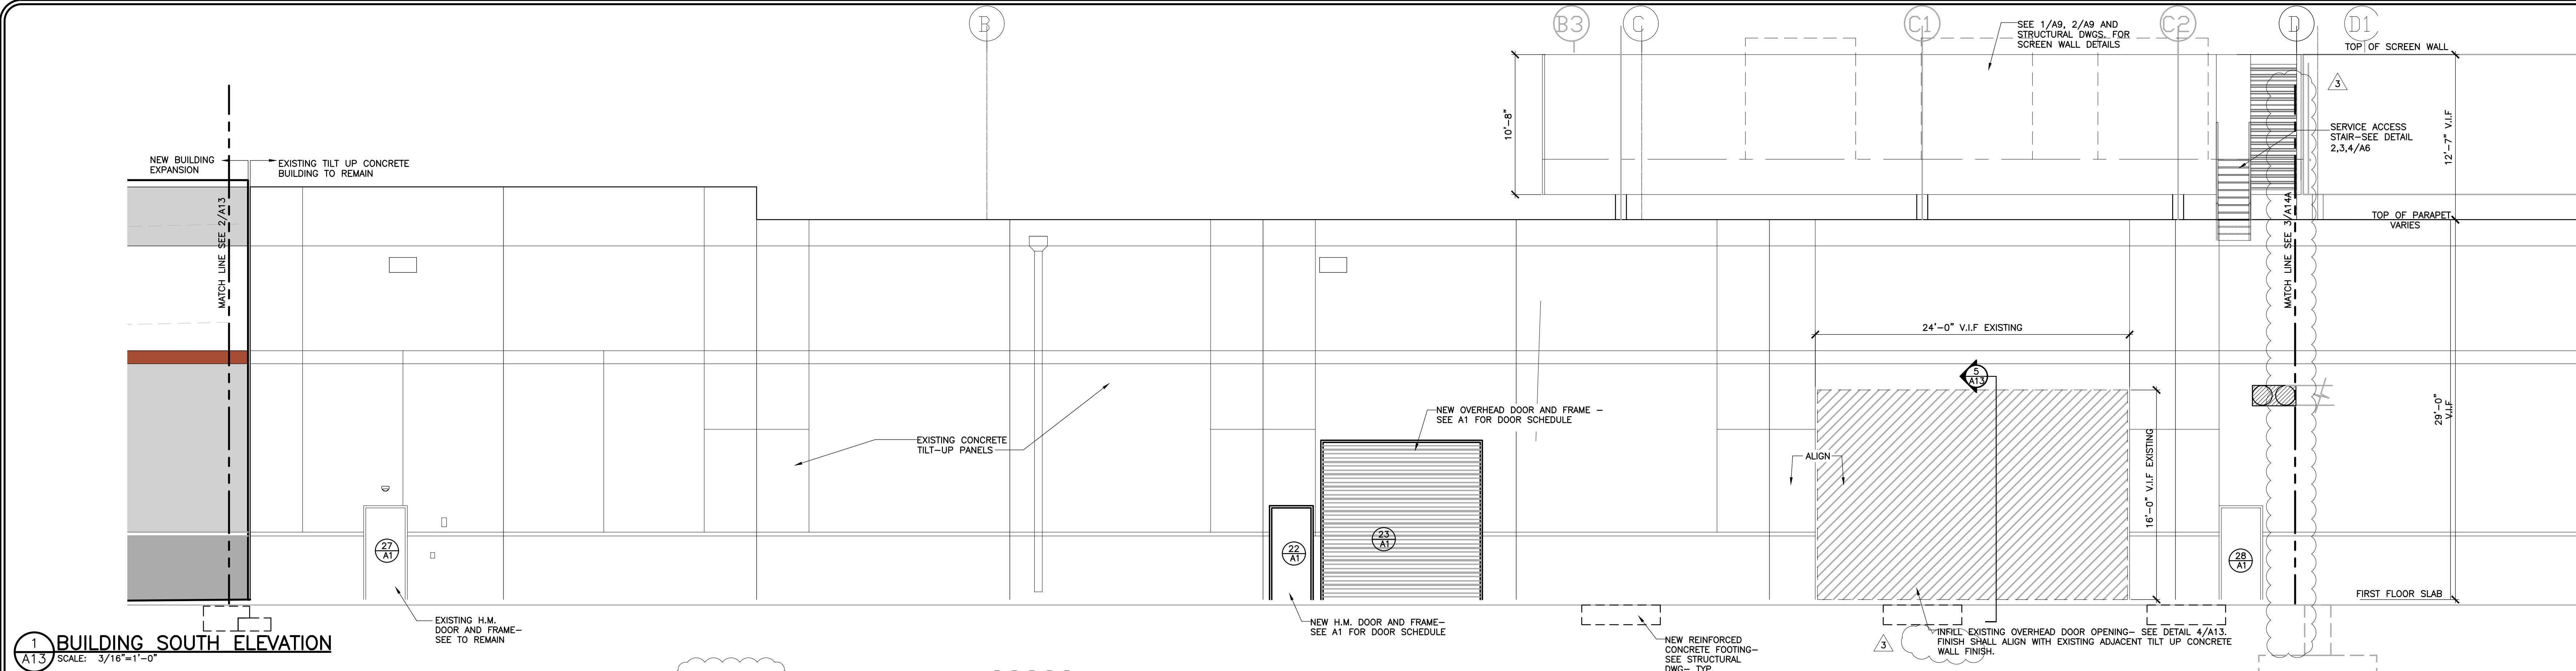 B
B3
C
C1
C2
D
D1
SEE 1/A9, 2/A9 AND
STRUCTURAL DWGS. FOR
SCREEN WALL DETAILS
TOP OF SCREEN WALL
3
10'-8"
12'-7" V.I.F
SERVICE ACCESS
STAIR-SEE DETAIL
2,3,4/A6
NEW BUILDING
EXPANSION
EXISTING TILT UP CONCRETE
BUILDING TO REMAIN
MATCH LINE SEE 2/A13
MATCH LINE SEE 3/A14A
TOP OF PARAPET
VARIES
24'-0" V.I.F EXISTING
5
A13
NEW OVERHEAD DOOR AND FRAME -
SEE A1 FOR DOOR SCHEDULE
EXISTING CONCRETE
TILT-UP PANELS
ALIGN
16'-0" V.I.F EXISTING
29'-0"
V.I.F
27
A1
22
A1
23
A1
28
A1
FIRST FLOOR SLAB
EXISTING H.M.
DOOR AND FRAME-
SEE TO REMAIN
NEW H.M. DOOR AND FRAME-
SEE A1 FOR DOOR SCHEDULE
NEW REINFORCED
CONCRETE FOOTING-
SEE STRUCTURAL
DWG- TYP
3
INFILL EXISTING OVERHEAD DOOR OPENING- SEE DETAIL 4/A13.
FINISH SHALL ALIGN WITH EXISTING ADJACENT TILT UP CONCRETE
WALL FINISH.
1
A13
BUILDING SOUTH ELEVATION
SCALE: 3/16"=1'-0"